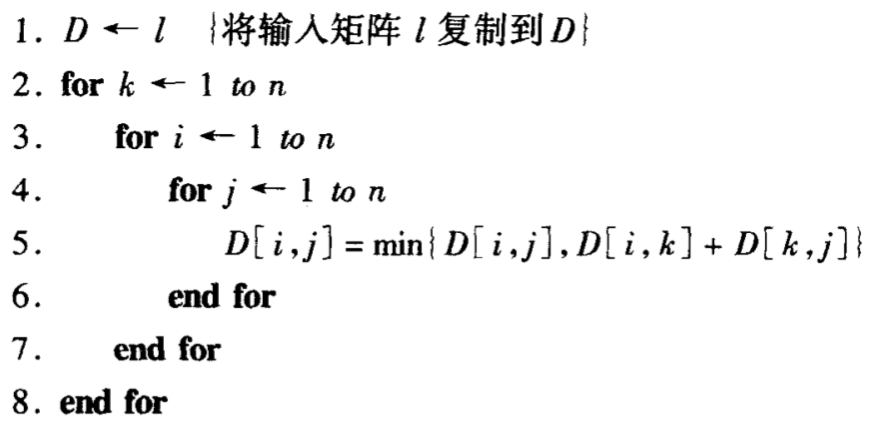 1. D ← l {将输入矩阵 l 复制到D}
2. for k ← 1 to n
3. for i ← 1 to n
4. for j ← 1 to n
5. D[i,j] = min{D[i,j],D[i,k] + D[k,j]}
6. end for
7. end for
8. end for